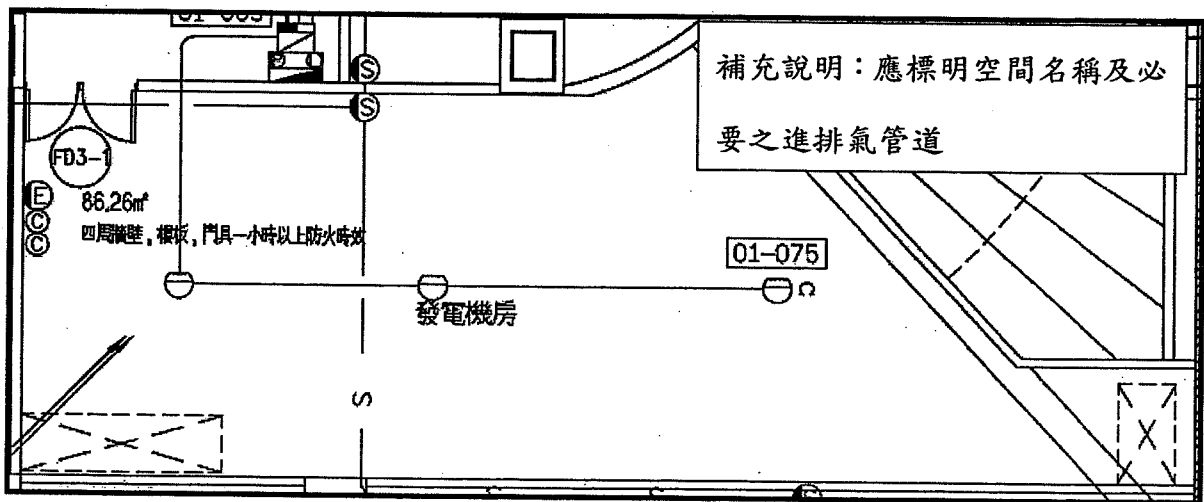 01-003
補充說明：應標明空間名稱及必
要之進排氣管道
S
S
FD3-1
E
C
C
86.26㎡
四周牆壁，樓板，門具一小時以上防火時效
01-075
發電機房
S